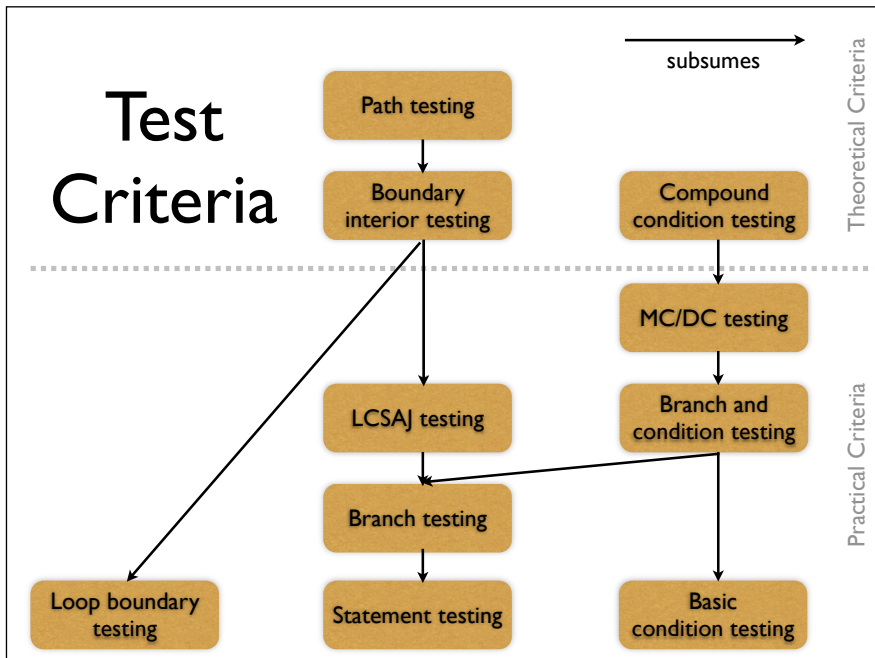 subsumes
Test
Criteria
Theoretical Criteria
Path testing
Boundary
interior testing
Compound
condition testing
MC/DC testing
LCSAJ testing
Branch and
condition testing
Practical Criteria
Branch testing
Loop boundary
testing
Statement testing
Basic
condition testing